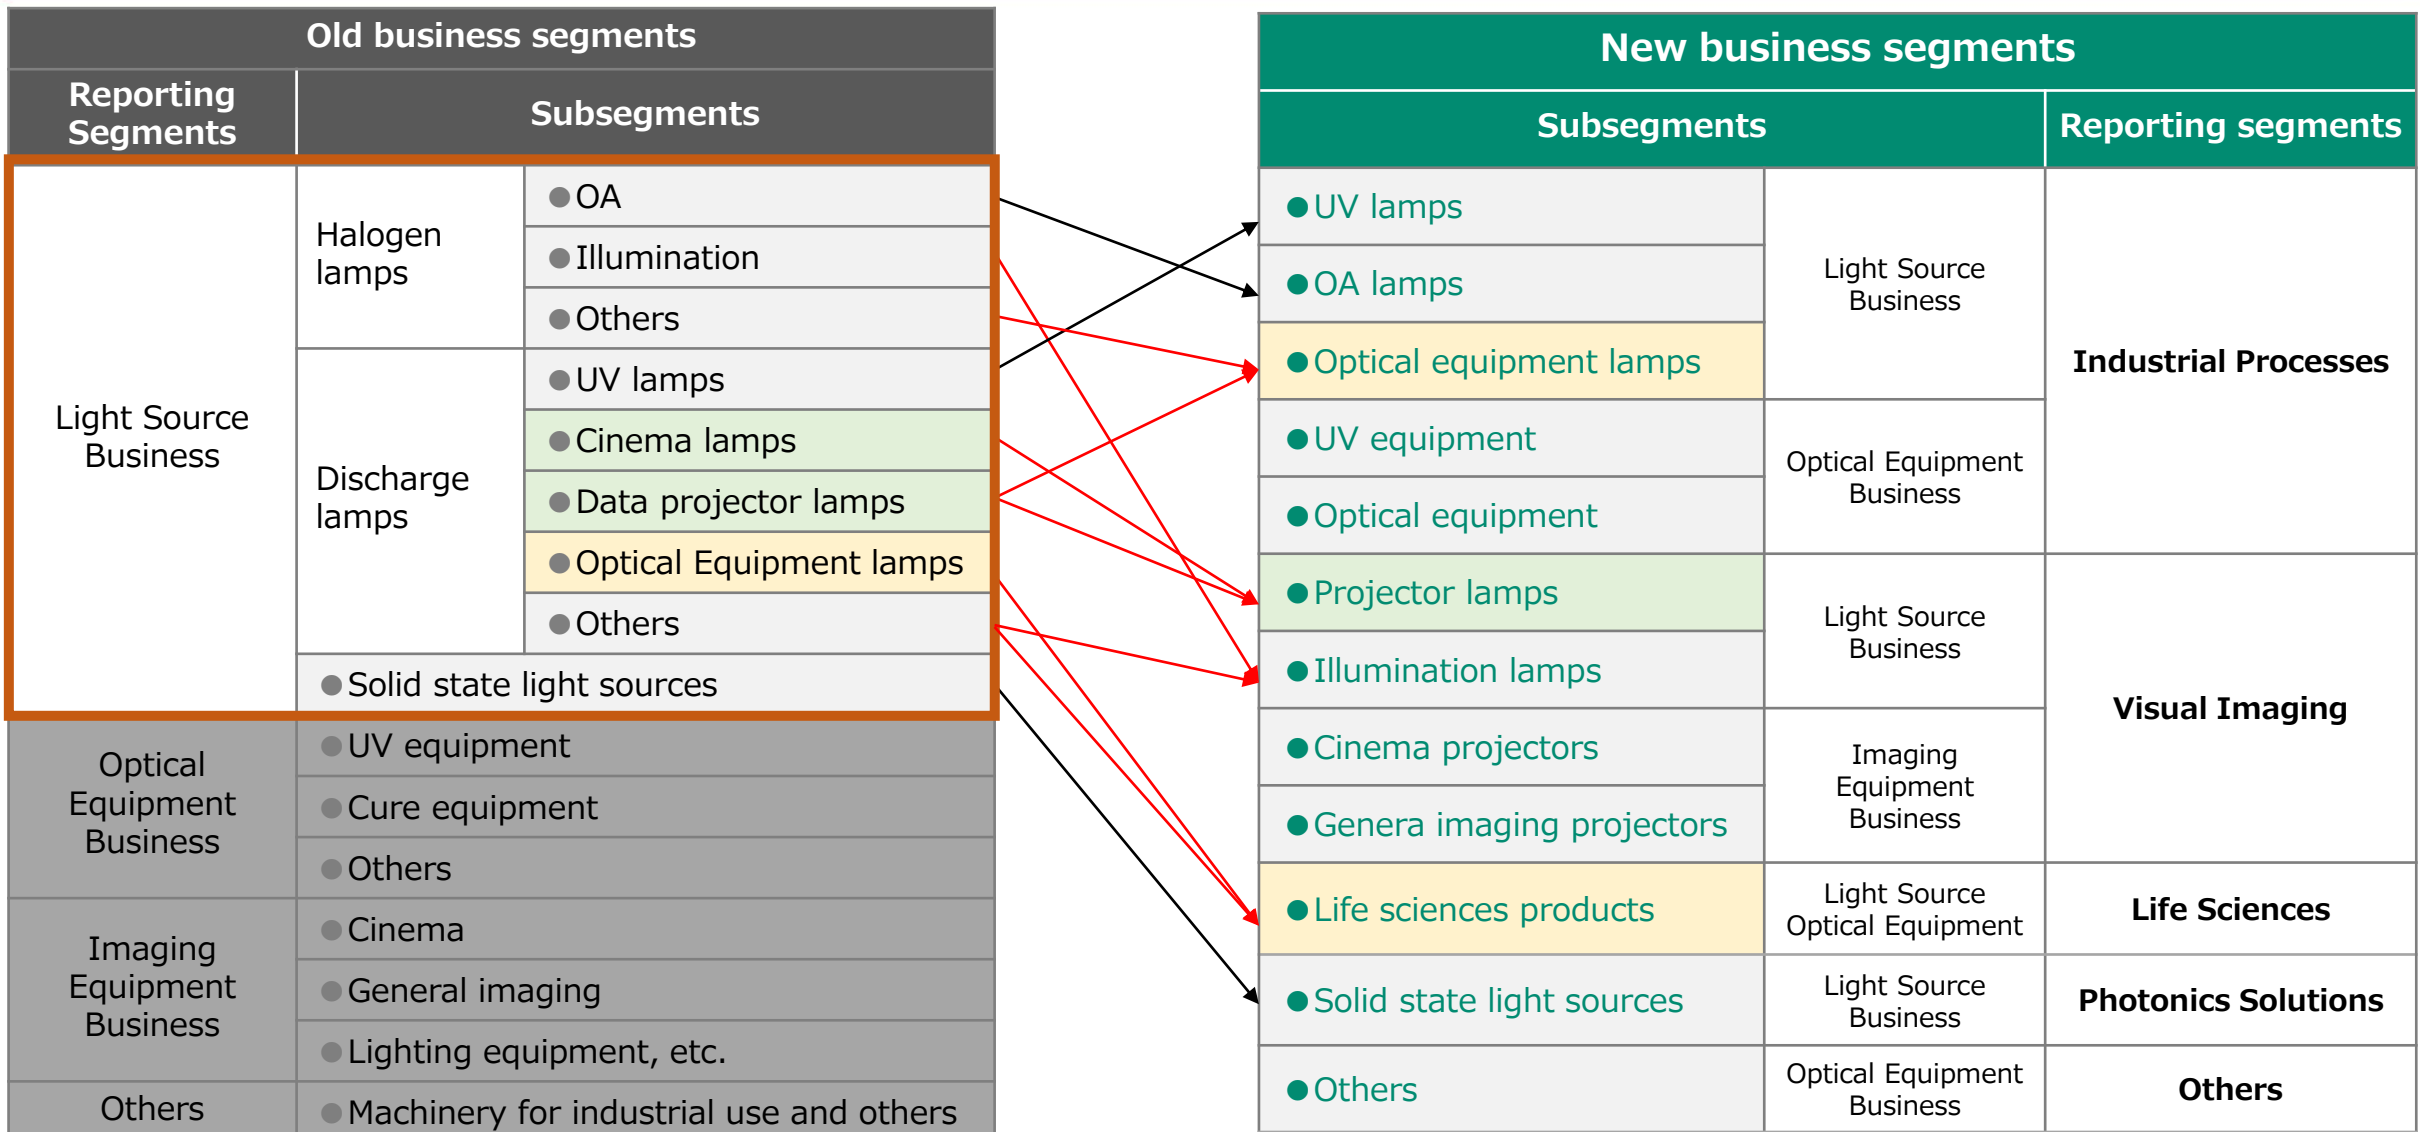 Old business segments
Reporting
Segments
Subsegments
Light Source
Business
Halogen
lamps
●OA
●Illumination
●Others
Discharge
lamps
●UV lamps
●Cinema lamps
●Data projector lamps
●Optical Equipment lamps
●Others
●Solid state light sources
Optical
Equipment
Business
●UV equipment
●Cure equipment
●Others
Imaging
Equipment
Business
●Cinema
●General imaging
●Lighting equipment, etc.
Others
●Machinery for industrial use and others
New business segments
Subsegments
Reporting segments
●UV lamps
●OA lamps
●Optical equipment lamps
Light Source
Business
Industrial Processes
●UV equipment
●Optical equipment
Optical Equipment
Business
●Projector lamps
●Illumination lamps
Light Source
Business
Visual Imaging
●Cinema projectors
●Genera imaging projectors
Imaging
Equipment
Business
●Life sciences products
Light Source
Optical Equipment
Life Sciences
●Solid state light sources
Light Source
Business
Photonics Solutions
●Others
Optical Equipment
Business
Others